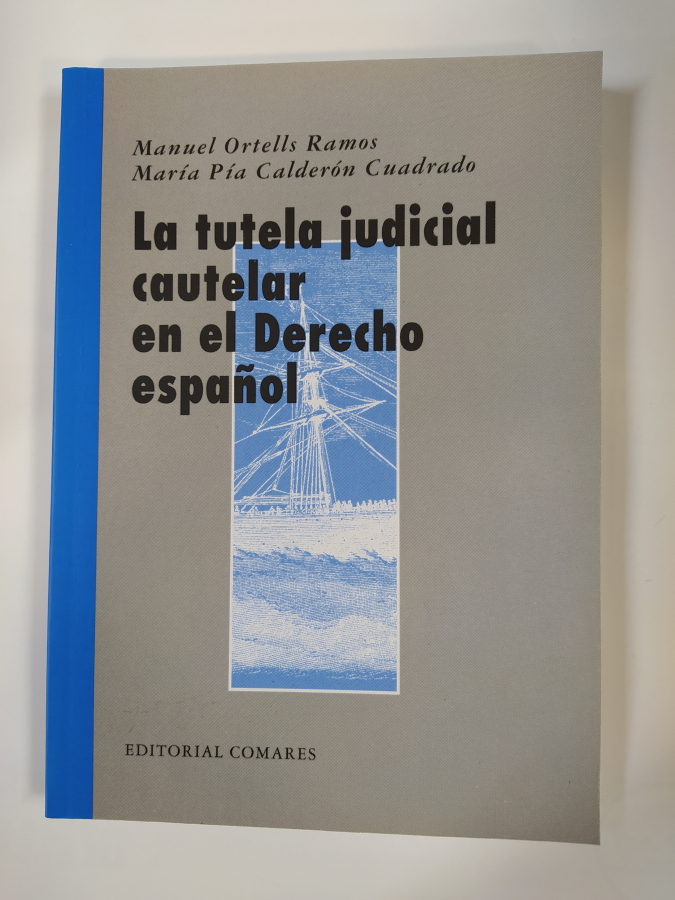 Manuel Ortells Ramos
María Pía Calderón Cuadrado
La tutela judicial
cautelar
en el Derecho
español
EDITORIAL COMARES